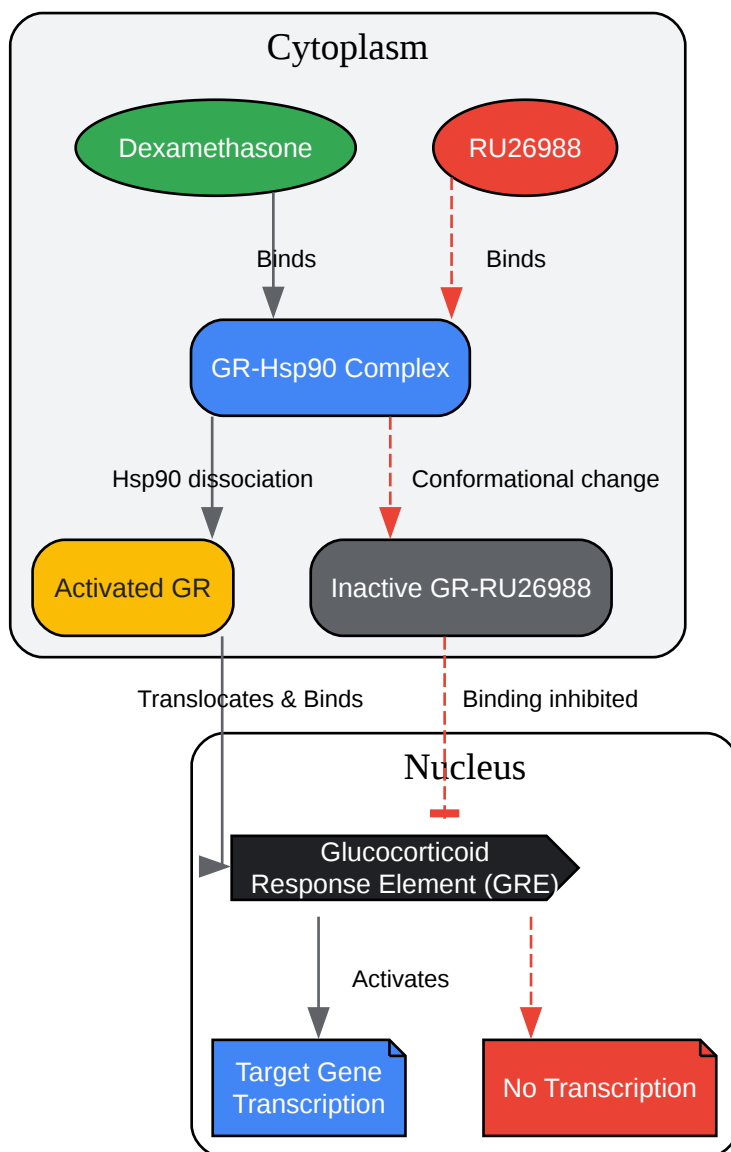 Cytoplasm
Dexamethasone
RU26988
Binds
Binds
GR-Hsp90 Complex
Hsp90 dissociation
Conformational change
Activated GR
Inactive GR-RU26988
Translocates & Binds
Binding inhibited
Nucleus
Glucocorticoid
Response Element (GRE)
Activates
Target Gene
Transcription
No Transcription